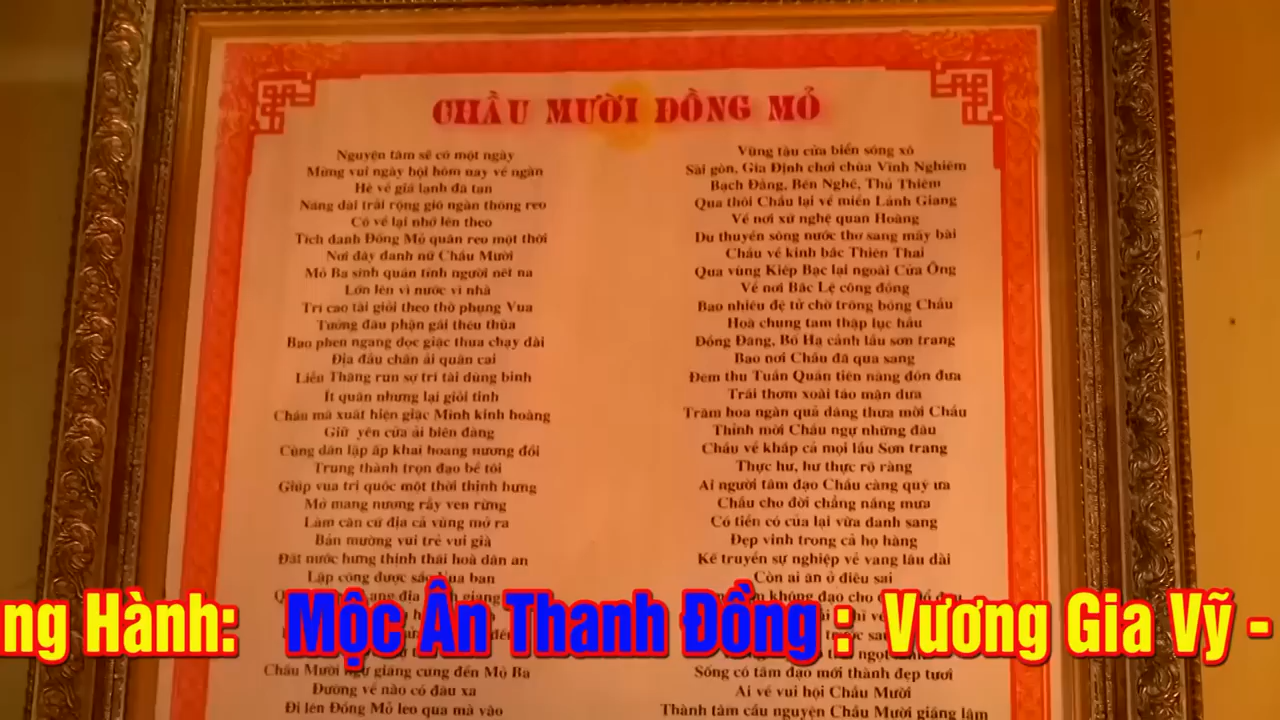 CHẦU MƯỜI ĐỒNG MỎ
Nguyện tâm sẽ có một ngày
Mừng vui ngày hội hôm nay về ngàn
Hè về giá lạnh đã tan
Nắng dài trải rộng gió ngàn thông reo
Cỏ về lại nhớ lên theo
Tích danh Đồng Mỏ quân reo một thời
Nơi đây danh nữ Chầu Mười
Mỏ Ba sinh quán tính người nết na
Lớn lên vì nước vì nhà
Trí cao tài giỏi theo thờ phụng Vua
Tưởng đâu phận gái thêu thùa
Bao phen ngang dọc giặc thua chạy dài
Địa đầu chấn ải quân cai
Liễu Thăng run sợ trí tài dùng binh
Ít quân nhưng lại giỏi tinh
Chầu mà xuất hiện giặc Minh kinh hoàng
Giữ yên cửa ải biên đàng
Cùng dân lập ấp khai hoang nương đồi
Trung thành trọn đạo bề tôi
Giúp vua trị quốc một thời thịnh hưng
Mở mang nương rẫy ven rừng
Làm căn cứ địa cả vùng mở ra
Bản mường vui trẻ vui già
Đất nước hưng thịnh thái hoà dân an
Lập công được sắc Vua ban
Chầu Mười ngự giáng cung đền Mỏ Ba
Đường về nào có đâu xa
Đi lên Đồng Mỏ leo qua mà vào
Vũng tàu cửa biển sóng xô
Sài gòn, Gia Định chơi chùa Vĩnh Nghiêm
Bạch Đằng, Bến Nghé, Thủ Thiêm
Qua thôi Chầu lại về miền Lảnh Giang
Về nơi xứ nghệ quan Hoàng
Du thuyền sông nước thơ sang mấy bài
Chầu về kinh bắc Thiên Thai
Qua vùng Kiếp Bạc lại ngoài Cửa Ông
Về nơi Bắc Lệ công đồng
Bao nhiêu đệ tử chờ trông bóng Chầu
Hoà chung tam thập lục hầu
Đồng Đăng, Bố Hạ cảnh lầu sơn trang
Bao nơi Chầu đã qua sang
Đêm thu Tuần Quán tiên nàng đón đưa
Trái thơm xoài táo mận dưa
Trăm hoa ngàn quả dâng thưa mời Chầu
Thỉnh mời Chầu ngự những đâu
Chầu về khắp cả mọi lầu Sơn trang
Thực hư, hư thực rõ ràng
Ai người tâm đạo Chầu càng quý ưa
Chầu cho đời chẳng nắng mưa
Có tiền có của lại vừa danh sang
Đẹp vinh trong cả họ hàng
Kế truyền sự nghiệp vẻ vang lâu dài
Còn ai ăn ở điêu sai
Sống có tâm đạo mới thành đẹp tươi
Ai về vui hội Chầu Mười
Thành tâm cầu nguyện Chầu Mười giáng lâm
ng Hành: Mộc Ân Thanh Đồng : Vương Gia Vỹ -